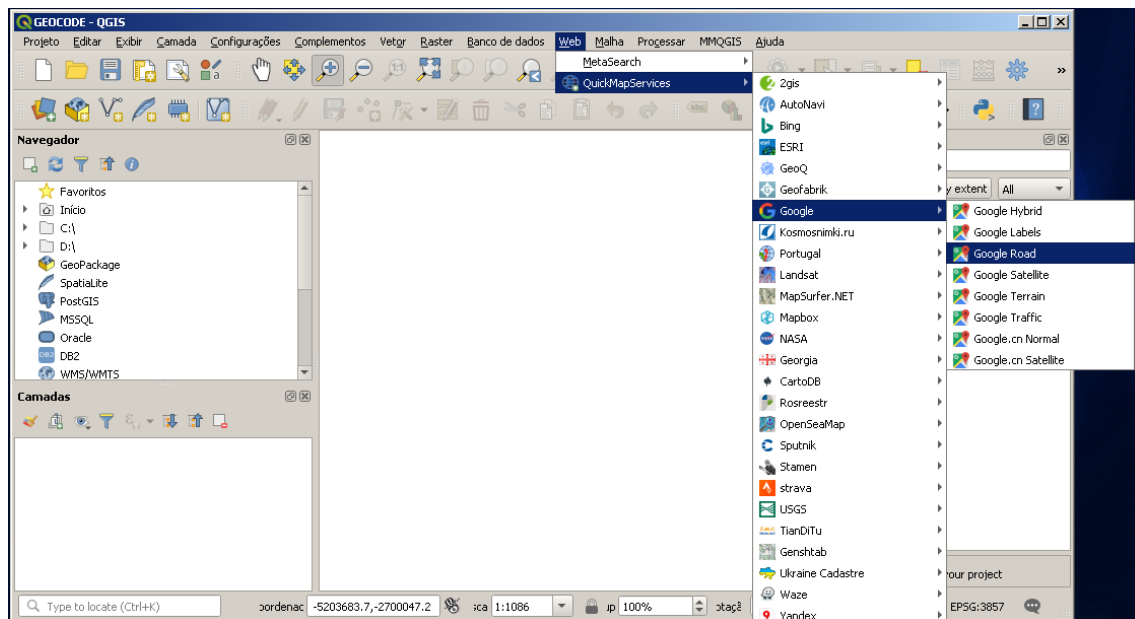 GEOCODE - QGIS
Projeto Editar Exibir Camada Configurações Complementos Vetor Raster Banco de dados Web Malha Processar MMQGIS Ajuda
MetaSearch
QuickMapServices
2gis
AutoNavi
Bing
ESRI
GeoQ
Geofabrik
Google
Kosmosnimki.ru
Portugal
Landsat
MapSurfer.NET
Mapbox
NASA
Georgia
CartoDB
Rosreestr
OpenSeaMap
Sputnik
Stamen
strava
USGS
TianDiTu
Genshtab
Ukraine Cadastre
Waze
Yandex
Google Hybrid
Google Labels
Google Road
Google Satellite
Google Terrain
Google Traffic
Google.cn Normal
Google.cn Satellite
Navegador
Favoritos
Início
C:\
D:\
GeoPackage
SpatiaLite
PostGIS
MSSQL
Oracle
DB2
WMS/WMTS
Camadas
y extent All
your project
Type to locate (Ctrl+K) oordenac -5203683.7,-2700047.2 sca 1:1086 up 100% otaçã EPSG:3857